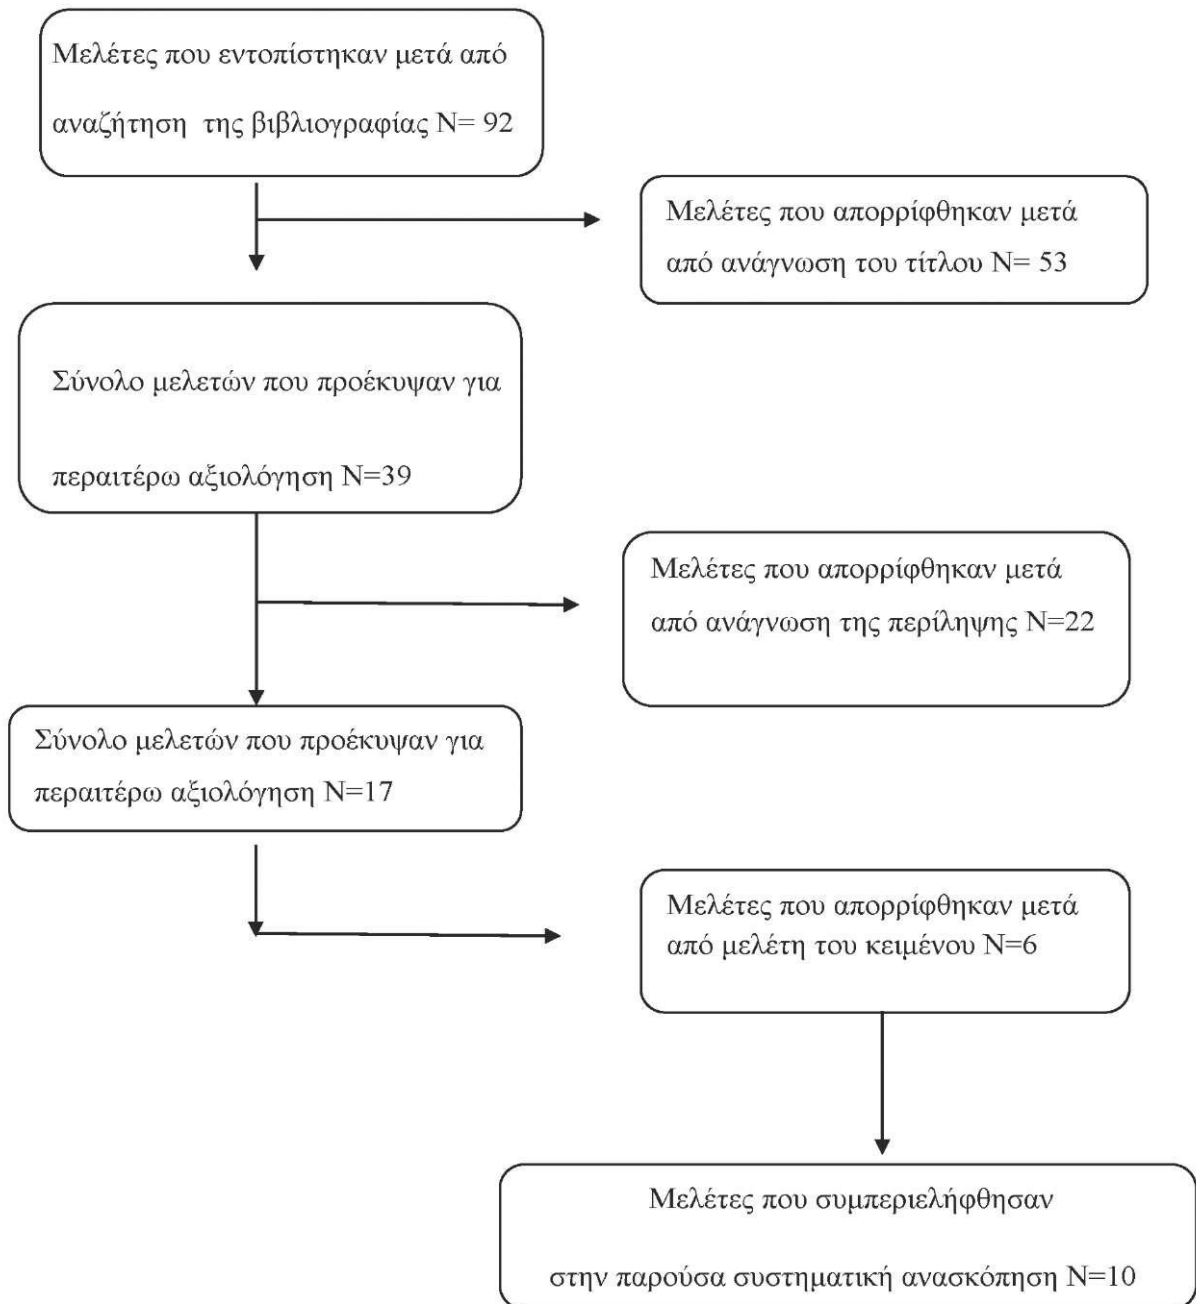 Μελέτες που εντοπίστηκαν μετά από
αναζήτηση της βιβλιογραφίας N= 92
Μελέτες που απορρίφθηκαν μετά
από ανάγνωση του τίτλου N= 53
Σύνολο μελετών που προέκυψαν για
περαιτέρω αξιολόγηση N=39
Μελέτες που απορρίφθηκαν μετά
από ανάγνωση της περίληψης N=22
Σύνολο μελετών που προέκυψαν για
περαιτέρω αξιολόγηση N=17
Μελέτες που απορρίφθηκαν μετά
από μελέτη του κειμένου N=6
Μελέτες που συμπεριελήφθησαν
στην παρούσα συστηματική ανασκόπηση N=10